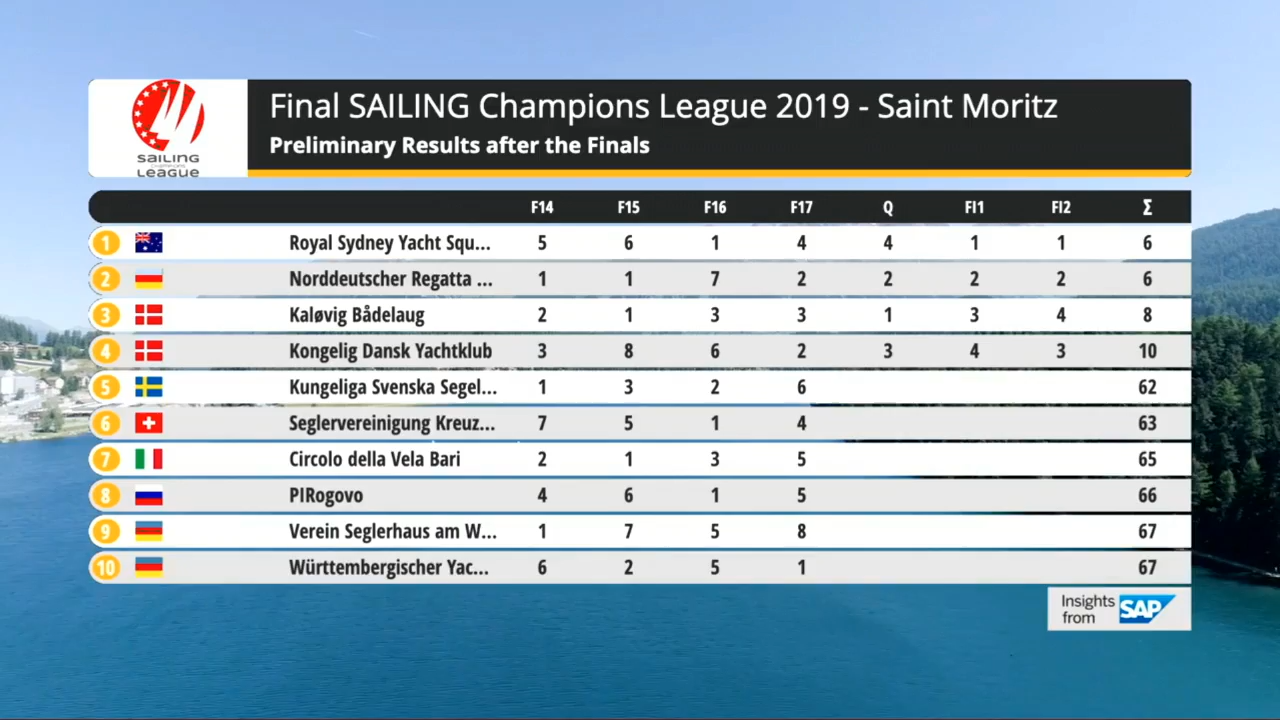 Final SAILING Champions League 2019 - Saint Moritz
Preliminary Results after the Finals
SAILING
CHAMPIONS
LEAGUE
F14 F15 F16 F17 Q FI1 FI2 Σ
1 Royal Sydney Yacht Squ... 5 6 1 4 4 1 1 6
2 Norddeutscher Regatta ... 1 1 7 2 2 2 2 6
3 Kaløvig Bådelaug 2 1 3 3 1 3 4 8
4 Kongelig Dansk Yachtklub 3 8 6 2 3 4 3 10
5 Kungeliga Svenska Segel... 1 3 2 6 62
6 Seglervereinigung Kreuz... 7 5 1 4 63
7 Circolo della Vela Bari 2 1 3 5 65
8 PIRogovo 4 6 1 5 66
9 Verein Seglerhaus am W... 1 7 5 8 67
10 Württembergischer Yac... 6 2 5 1 67
Insights
from SAP